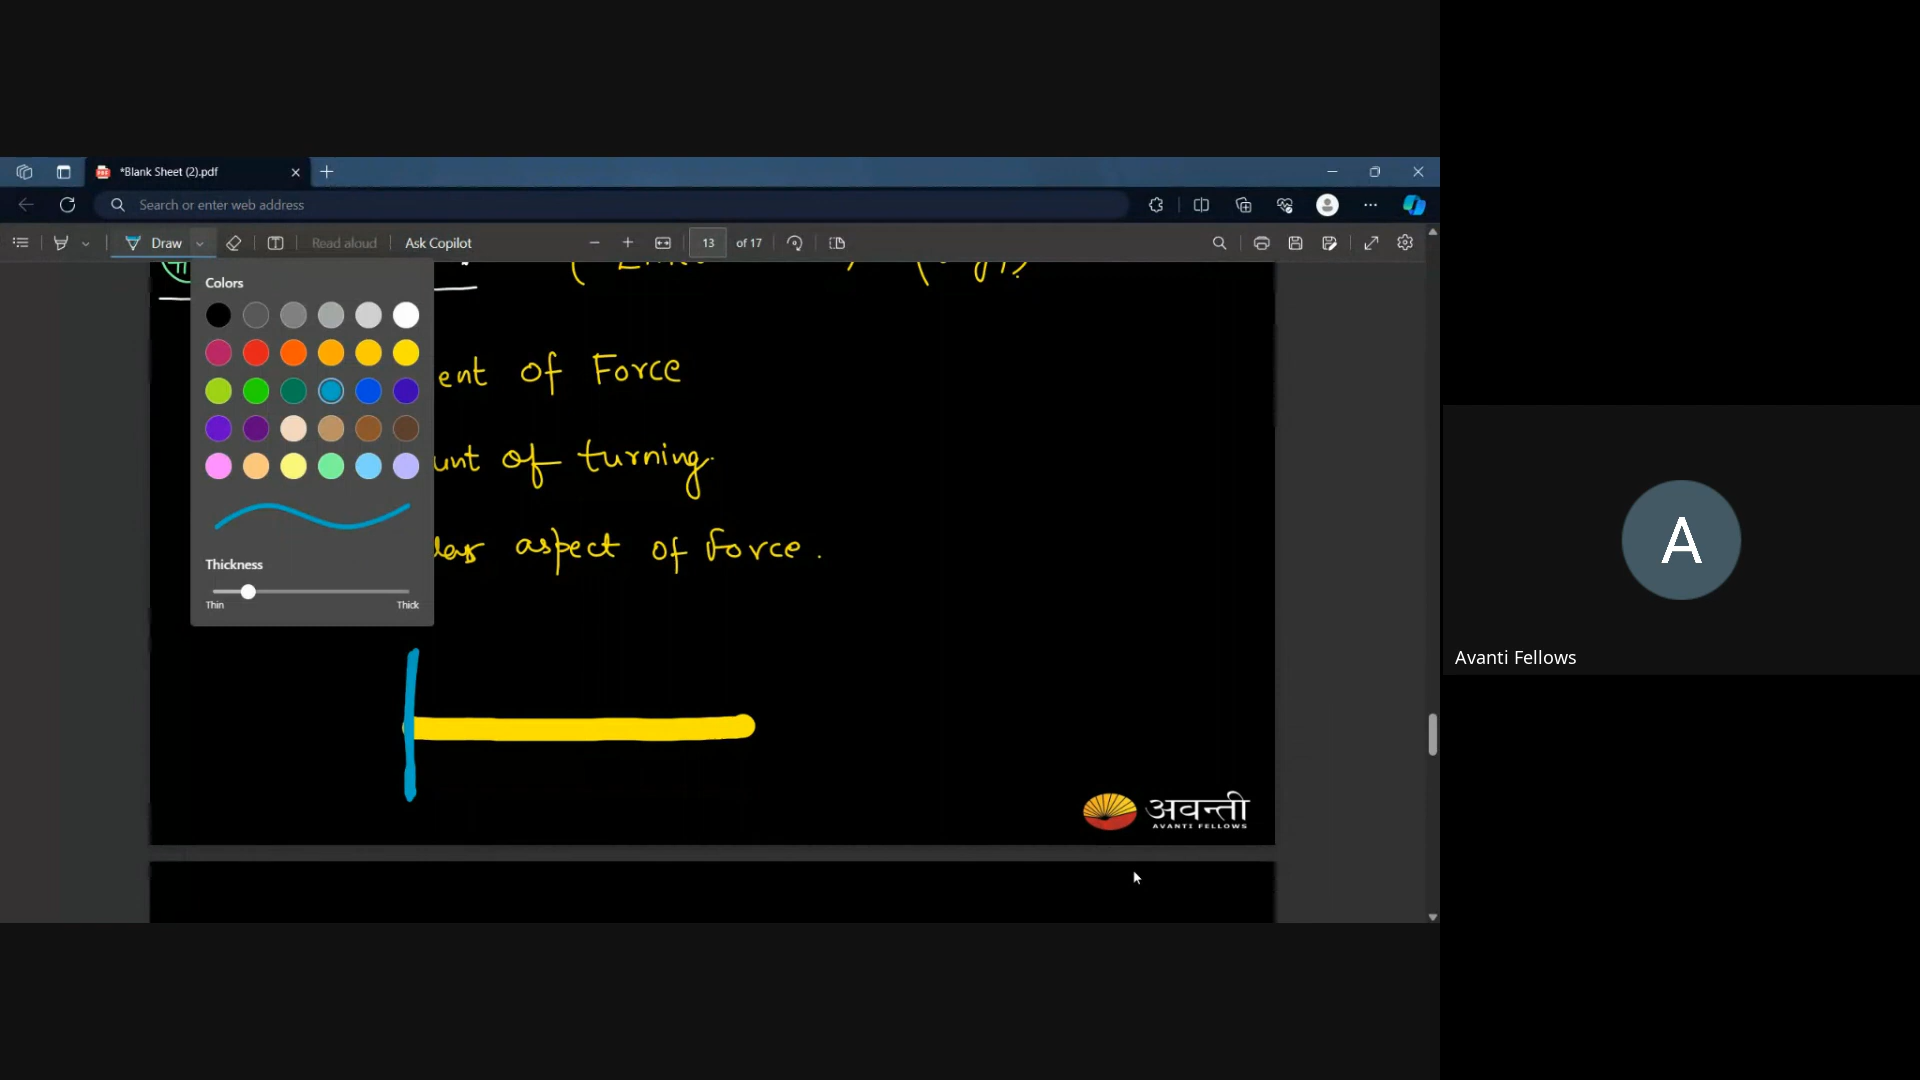 *Blank Sheet (2).pdf
Search or enter web address
Draw
Read aloud
Ask Copilot
13 of 17
Colors
ent of Force
unt of turning
aspect of Force.
Thickness
Thin Thick
अवन्ती
AVANTI FELLOWS
A
Avanti Fellows